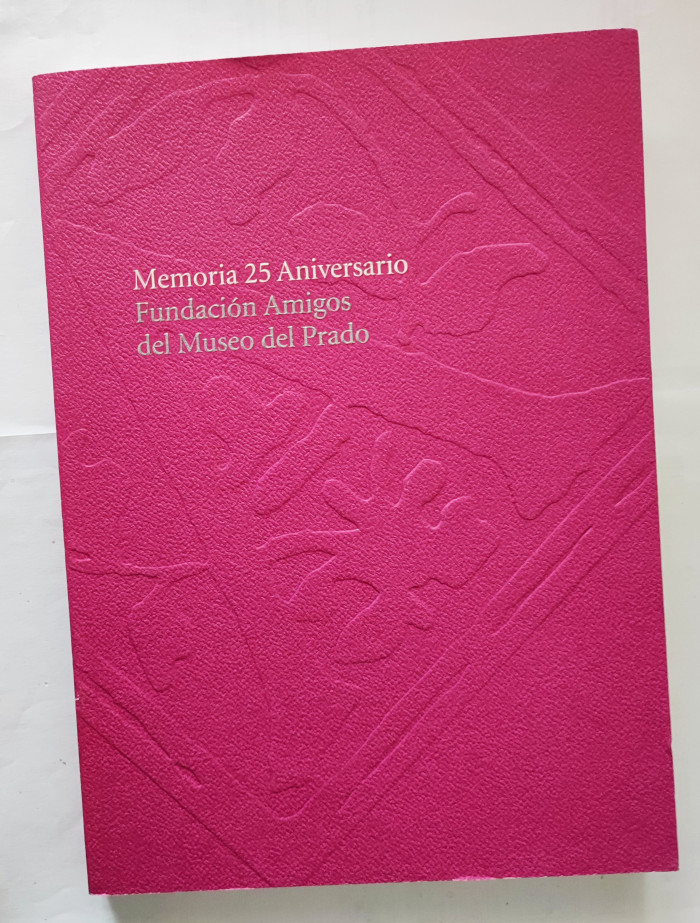 Memoria 25 Aniversario
Fundación Amigos
del Museo del Prado